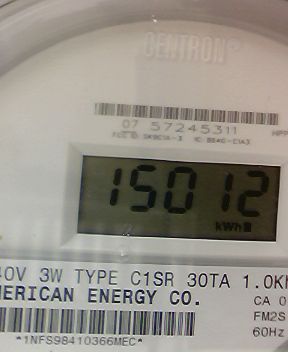 CENTRON®
07 57245311
15012
kWh
40V 3W TYPE C1SR 30TA 1.0K
MERICAN ENERGY CO.
CA 0
FM2S
60Hz
*1NFS98410366MEC*